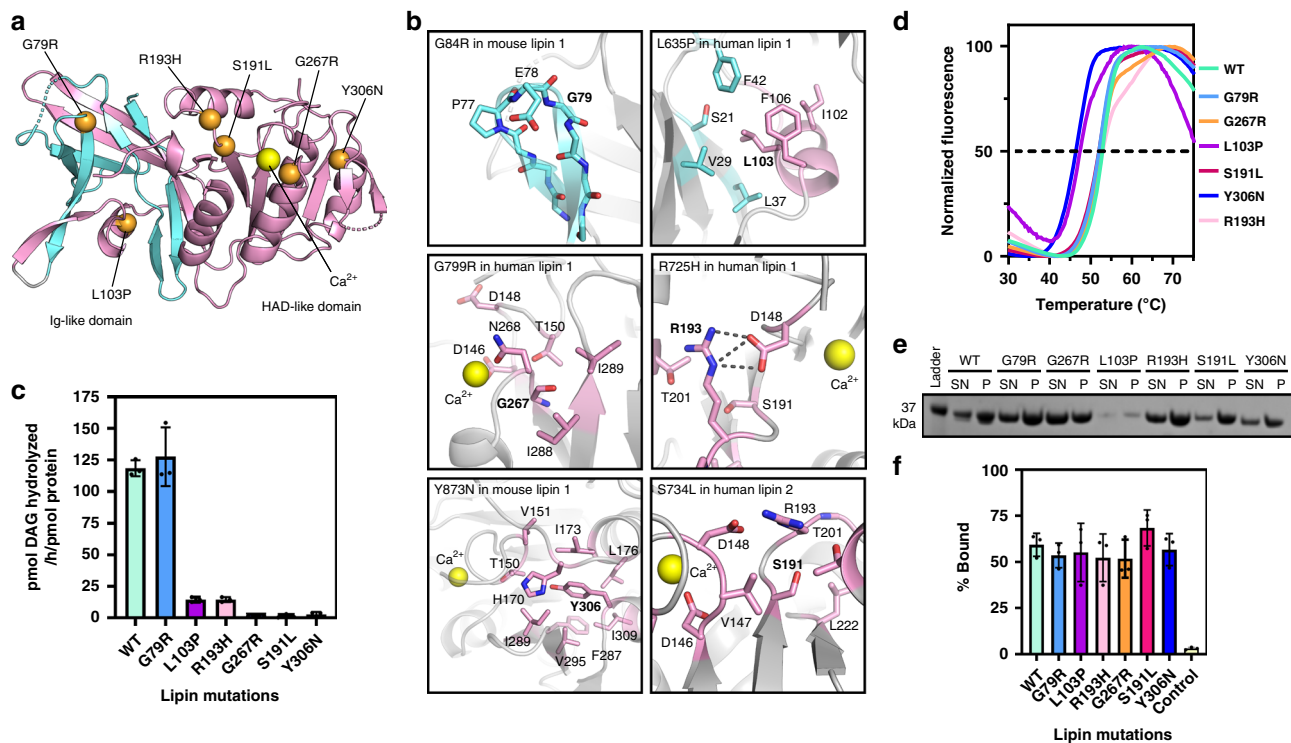 a
G79R
R193H
S191L
G267R
Y306N
L103P
Ca²⁺
Ig-like domain
HAD-like domain
b
G84R in mouse lipin 1
E78
P77
G79
L635P in human lipin 1
F42
F106
I102
S21
L103
V29
L37
G799R in human lipin 1
D148
N268
T150
D146
I289
Ca²⁺
G267
I288
R725H in human lipin 1
D148
R193
Ca²⁺
T201
S191
Y873N in mouse lipin 1
V151
I173
Ca²⁺
L176
T150
H170
Y306
I289
I309
V295
F287
S734L in human lipin 2
R193
D148
T201
Ca²⁺
S191
V147
D146
L222
c
pmol DAG hydrolyzed
/h/pmol protein
175
150
125
100
75
50
25
0
WT
G79R
L103P
R193H
G267R
S191L
Y306N
Lipin mutations
d
Normalized fluorescence
100
50
0
30
40
50
60
70
Temperature (°C)
WT
G79R
G267R
L103P
S191L
Y306N
R193H
e
Ladder
WT
G79R
G267R
L103P
R193H
S191L
Y306N
SN P SN P SN P SN P SN P SN P SN P
37
kDa
f
% Bound
100
75
50
25
0
WT
G79R
L103P
R193H
G267R
S191L
Y306N
Control
Lipin mutations